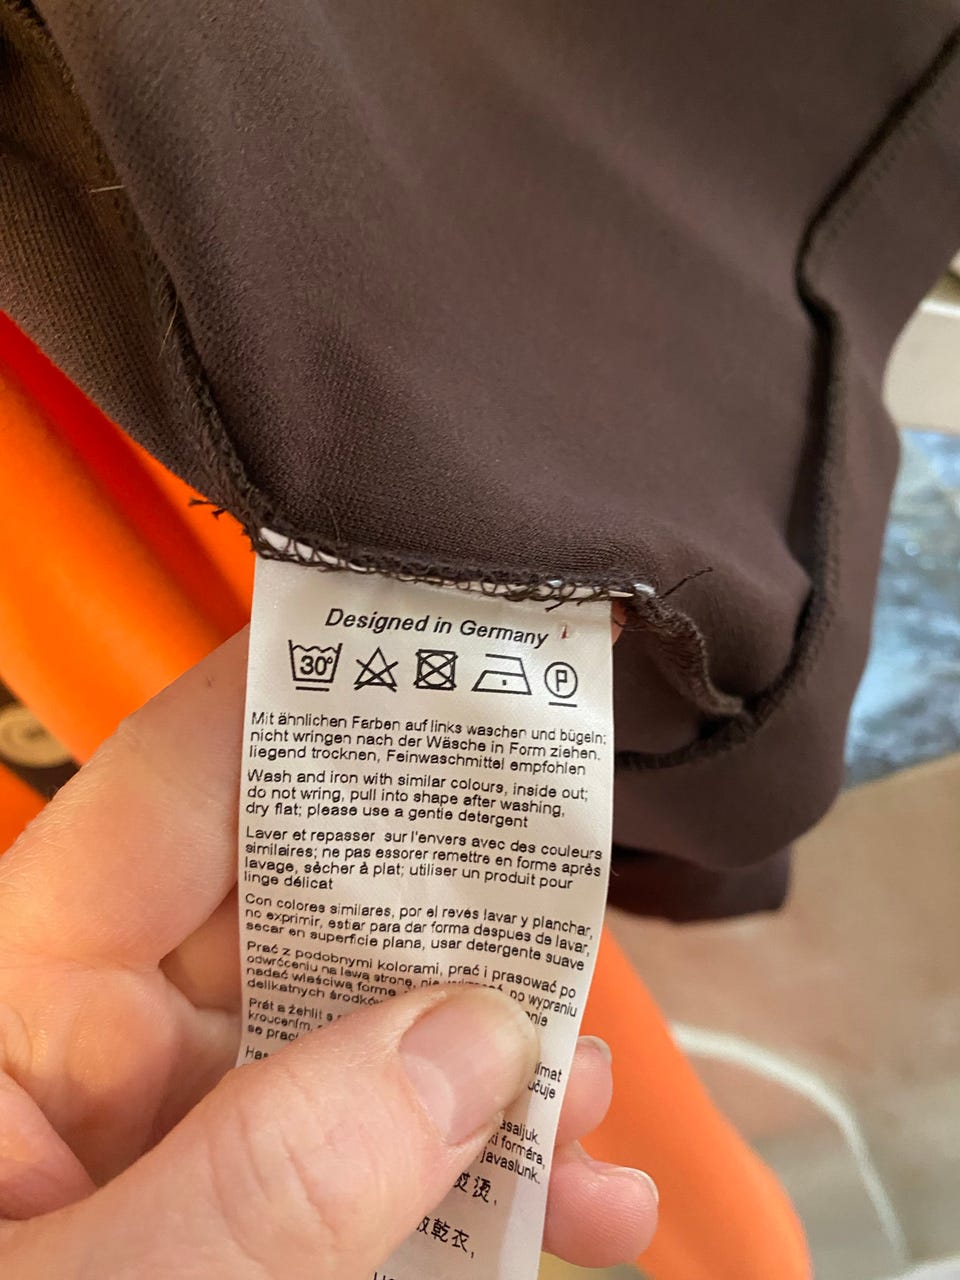 Designed in Germany
30°
P
Mit ähnlichen Farben auf links waschen und bügeln;
nicht wringen nach der Wäsche in Form ziehen.
liegend trocknen, Feinwaschmittel empfohlen
Wash and iron with similar colours, inside out;
do not wring, pull into shape after washing,
dry flat; please use a gentle detergent
Laver et repasser sur l'envers avec des couleurs
similaires; ne pas essorer remettre en forme après
lavage, sècher à plat; utiliser un produit pour
linge délicat
Con colores similares, por el revés lavar y planchar,
no exprimir, estiar para dar forma despues de lavar,
secar en superficie plana, usar detergente suave
Prać z podobnymi kolorami, prać i prasować po
odwróceniu na lewą stronę, po wypraniu
nadać właściwą formę
delikatnych środków
Prát a žehlit s
kroucením,
se